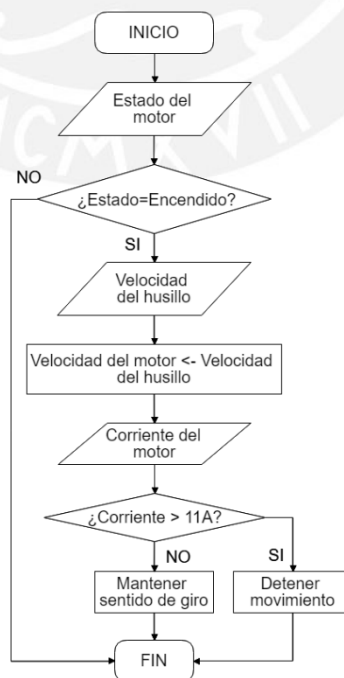 INICIO
Estado del
motor
NO
¿Estado=Encendido?
SI
Velocidad
del husillo
Velocidad del motor <- Velocidad
del husillo
Corriente del
motor
¿Corriente > 11A?
NO
SI
Mantener
sentido de giro
Detener
movimiento
FIN
MCMXVII